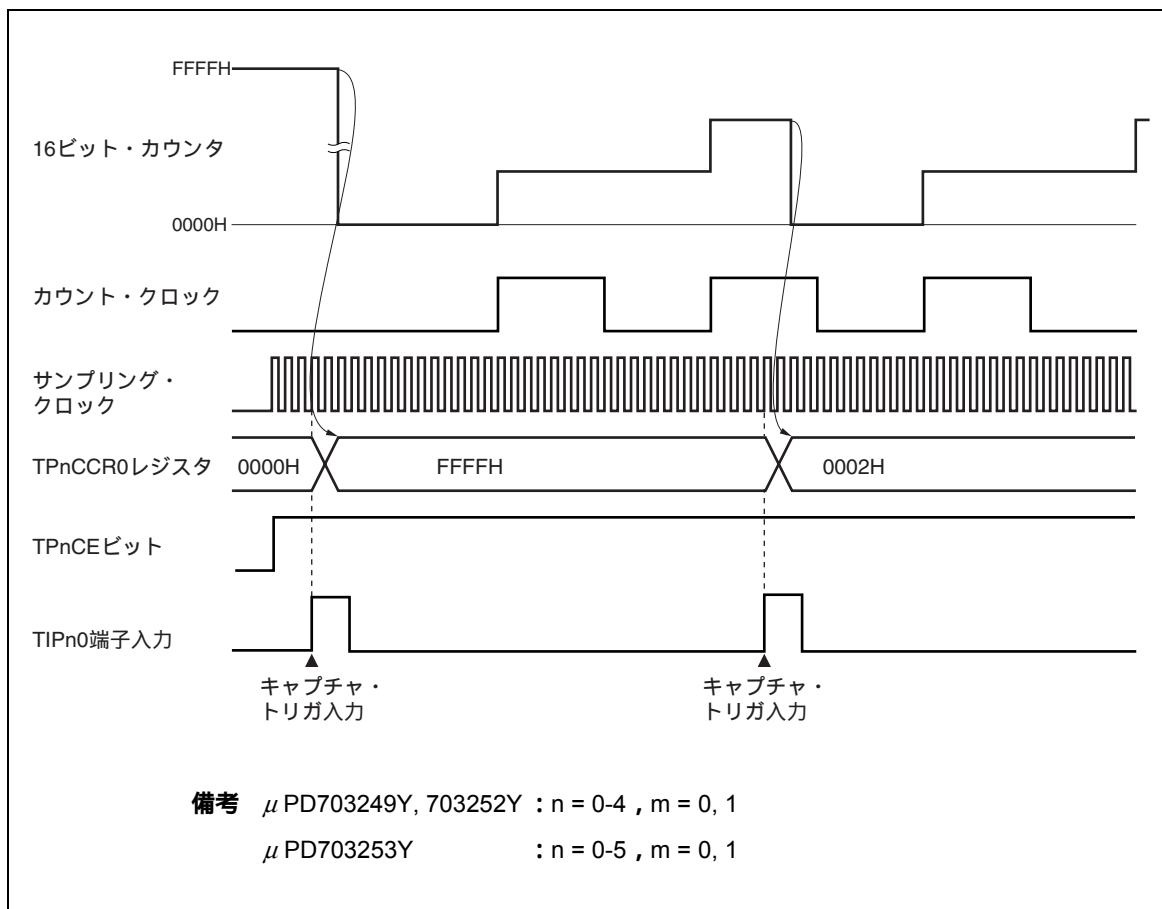 FFFFH
16ビット・カウンタ
0000H
カウント・クロック
サンプリング・
クロック
TPnCCR0レジスタ
0000H
FFFFH
0002H
TPnCEビット
TIPn0端子入力
キャプチャ・
トリガ入力
キャプチャ・
トリガ入力
備考 μPD703249Y, 703252Y : n = 0-4 , m = 0, 1
μPD703253Y : n = 0-5 , m = 0, 1